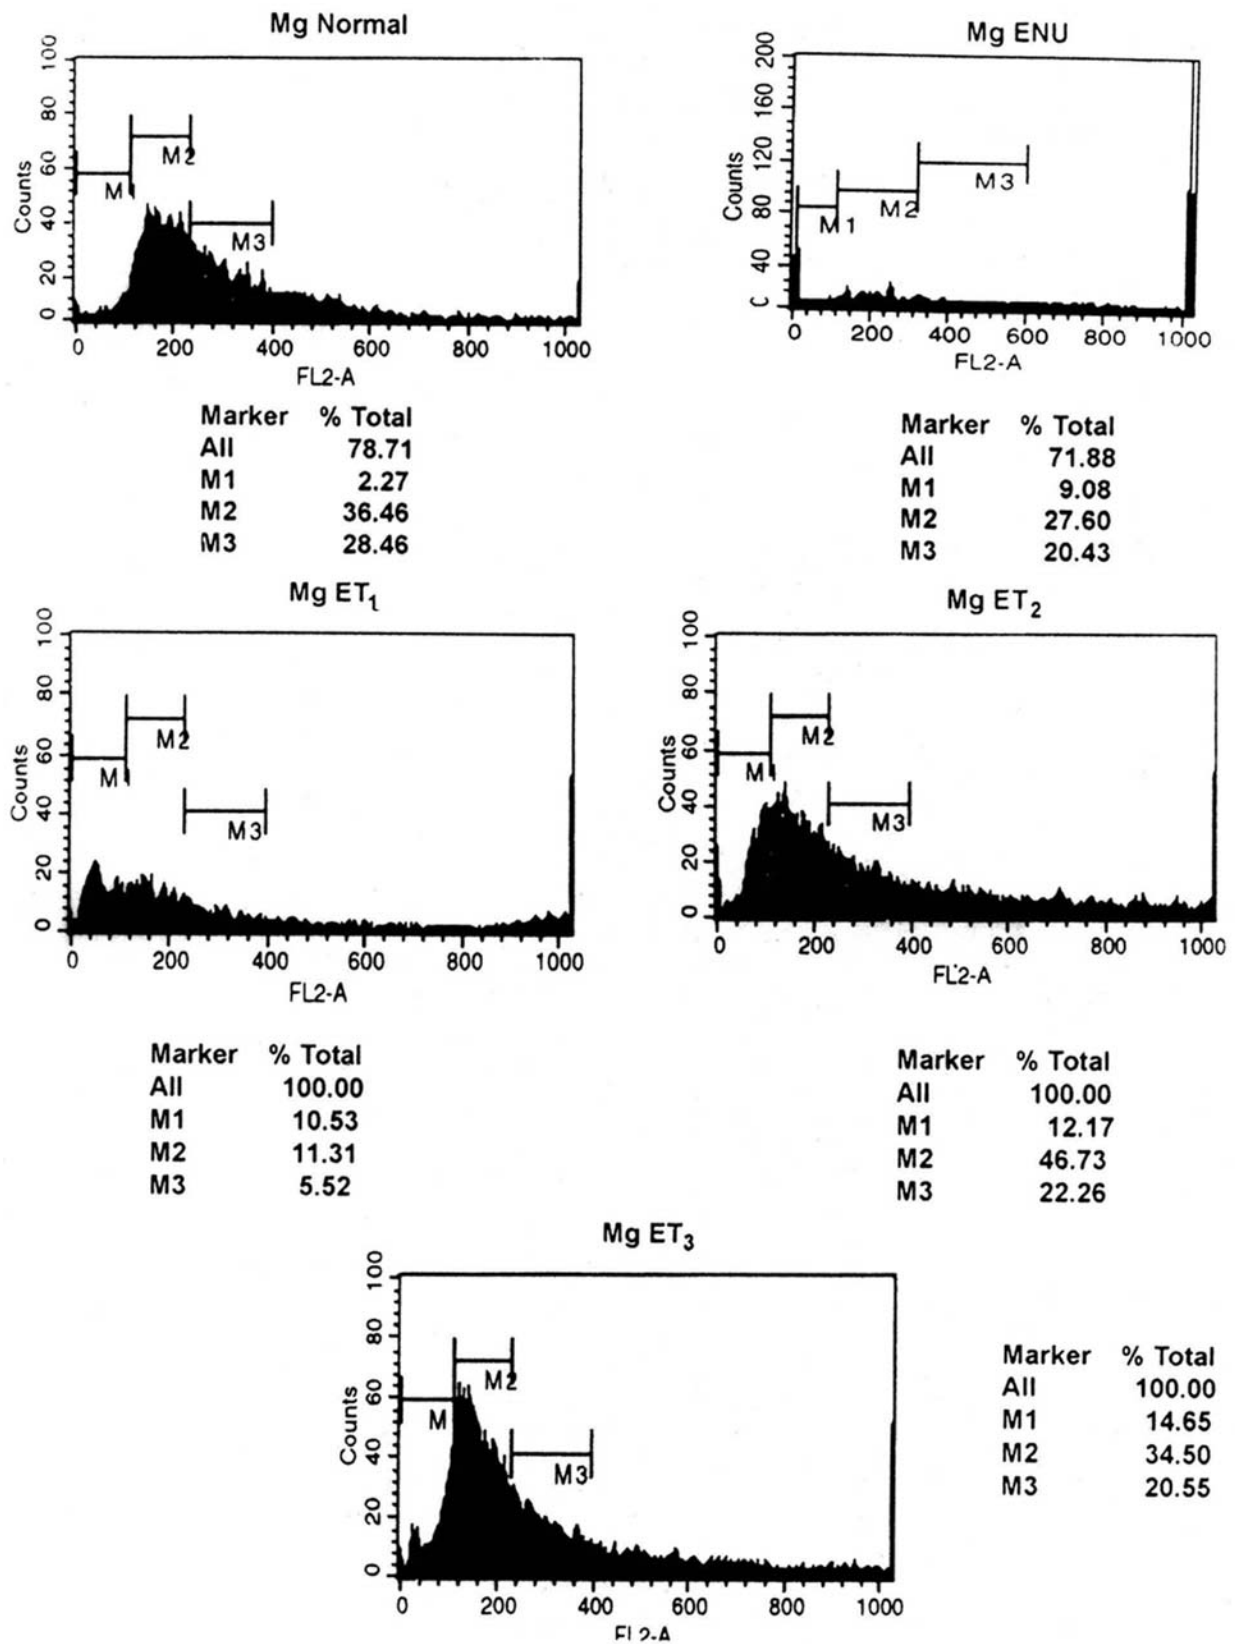 Mg Normal
100
80
60
40
20
0
Counts
M
M2
M3
0 200 400 600 800 1000
FL2-A
Marker % Total
All 78.71
M1 2.27
M2 36.46
M3 28.46
Mg ENU
200
160
120
80
40
C
Counts
M1
M2
M3
0 200 400 600 800 1000
FL2-A
Marker % Total
All 71.88
M1 9.08
M2 27.60
M3 20.43
Mg ET1
100
80
60
40
20
0
Counts
M
M2
M3
0 200 400 600 800 1000
FL2-A
Marker % Total
All 100.00
M1 10.53
M2 11.31
M3 5.52
Mg ET2
100
80
60
40
20
0
Counts
M
M2
M3
0 200 400 600 800 1000
FL2-A
Marker % Total
All 100.00
M1 12.17
M2 46.73
M3 22.26
Mg ET3
100
80
60
40
20
0
Counts
M
M2
M3
0 200 400 600 800 1000
FL2-A
Marker % Total
All 100.00
M1 14.65
M2 34.50
M3 20.55